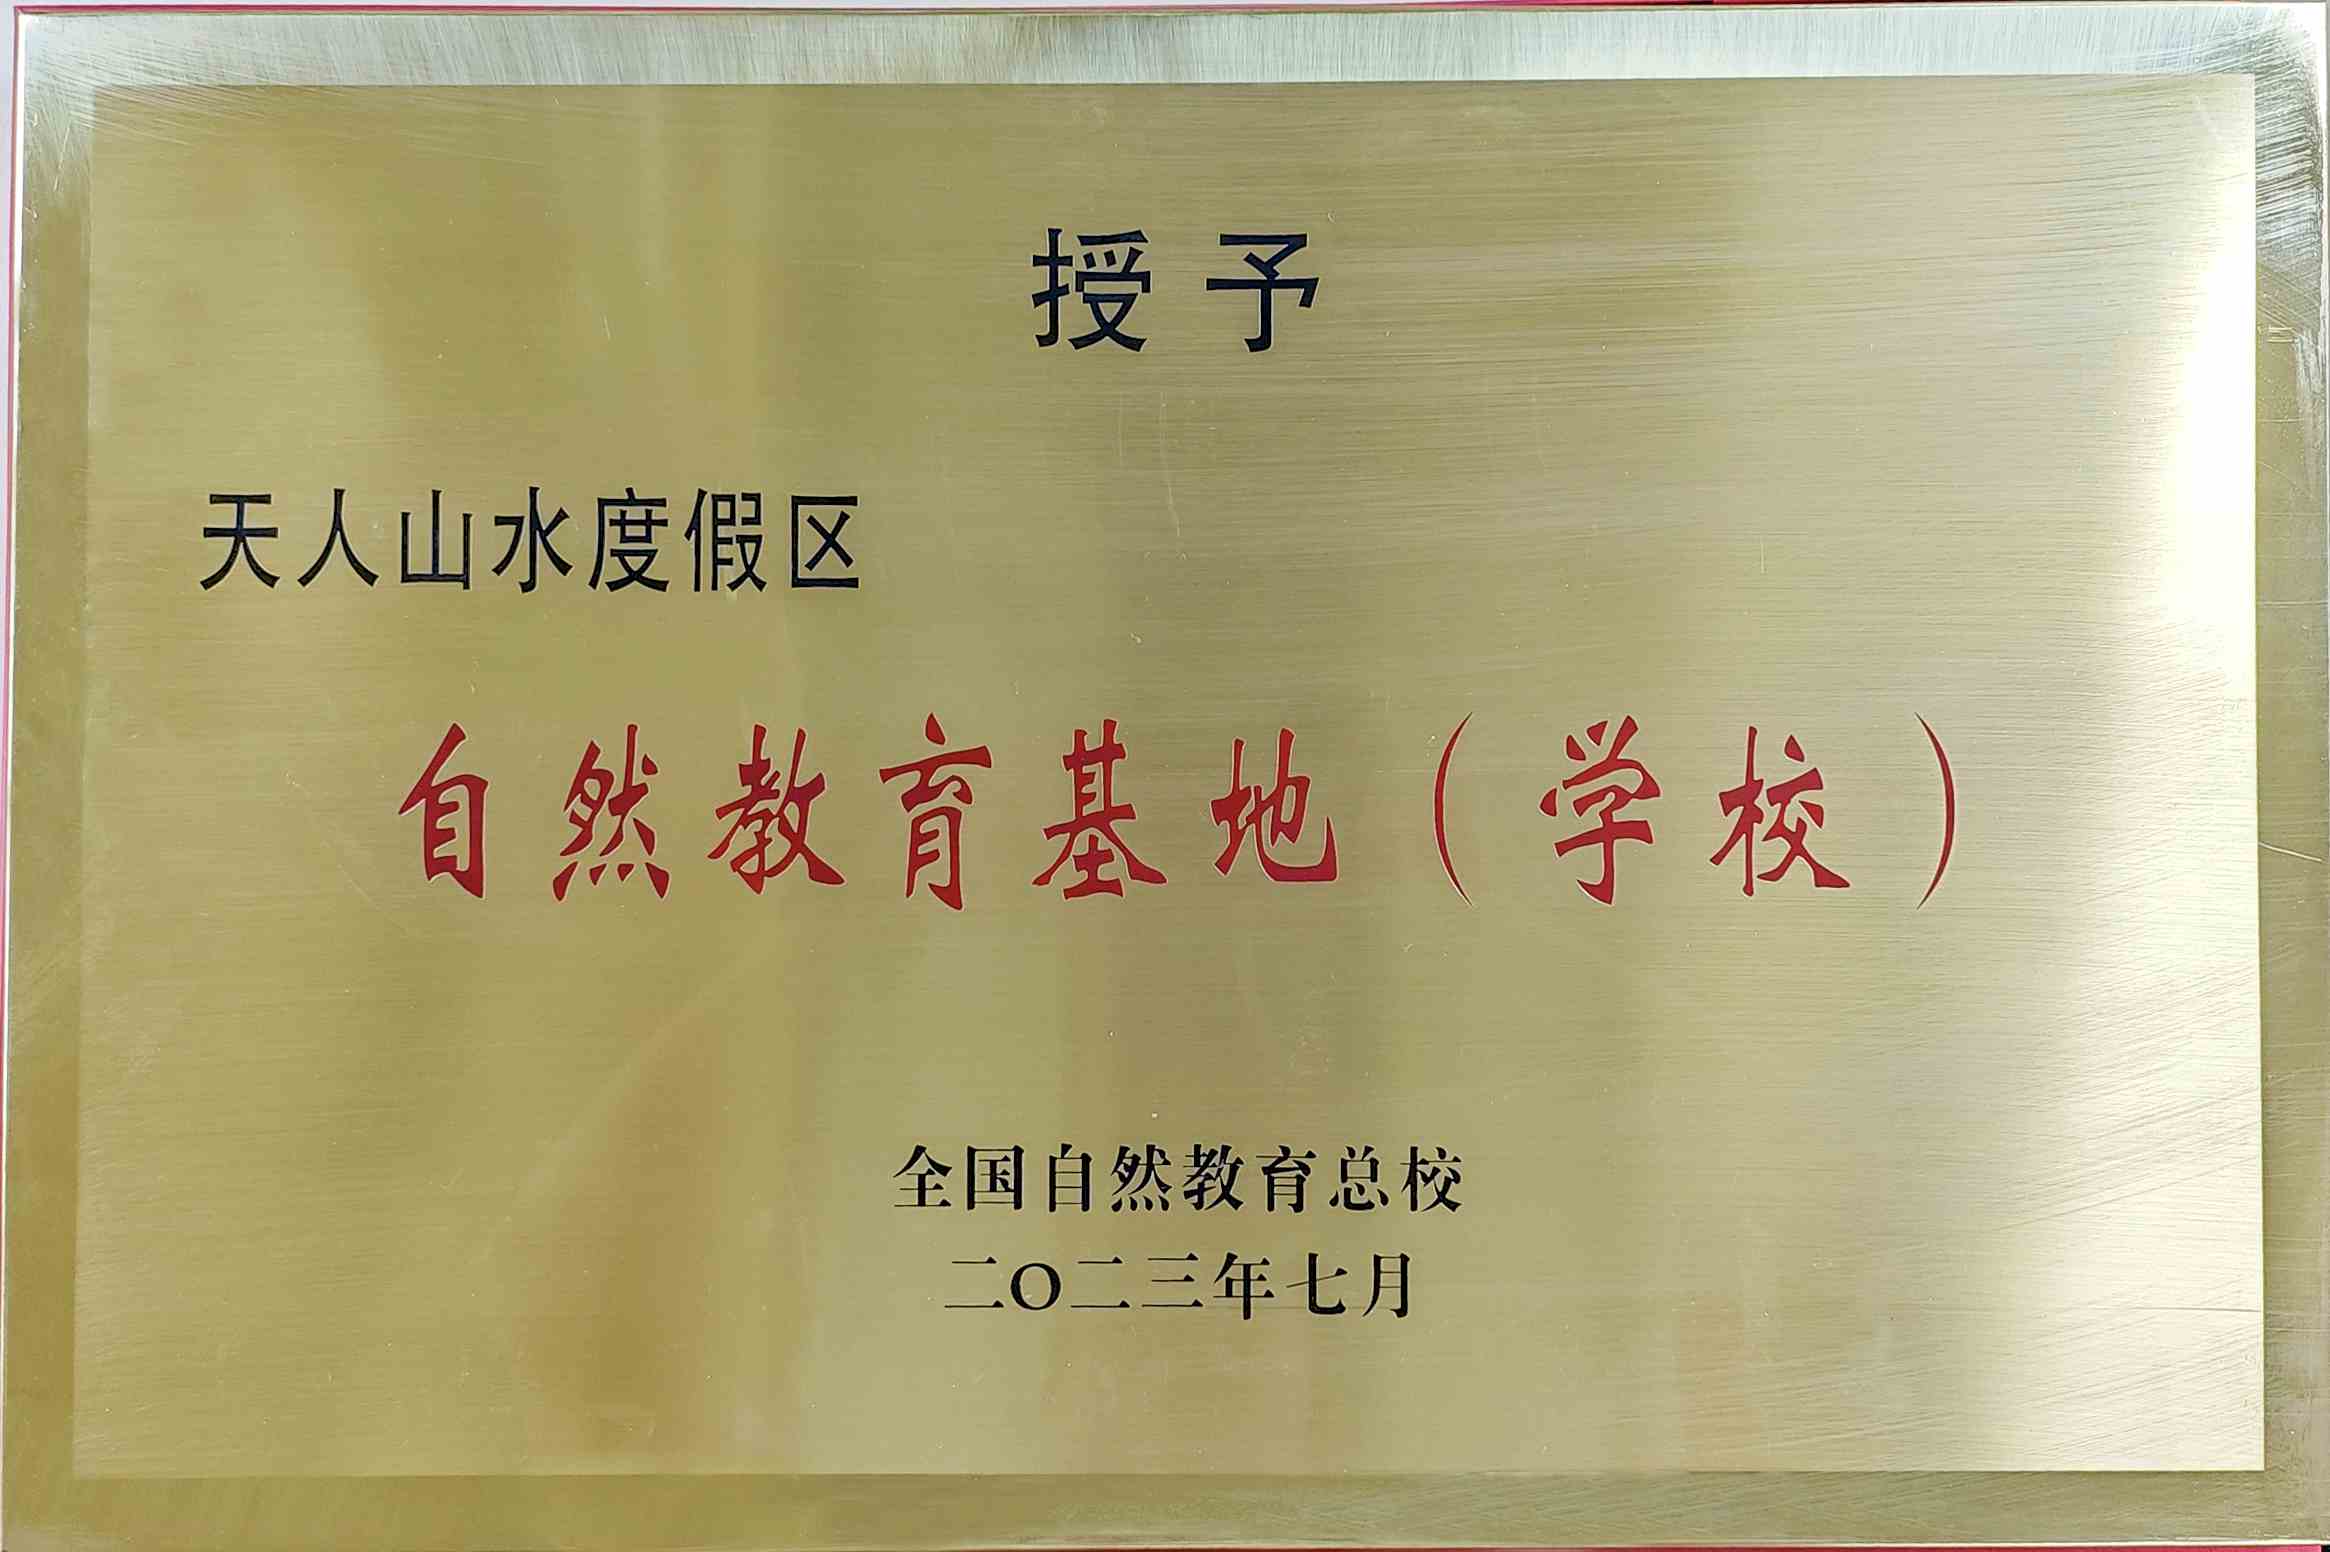 授予
天人山水度假区
自然教育基地（学校）
全国自然教育总校
二〇二三年七月